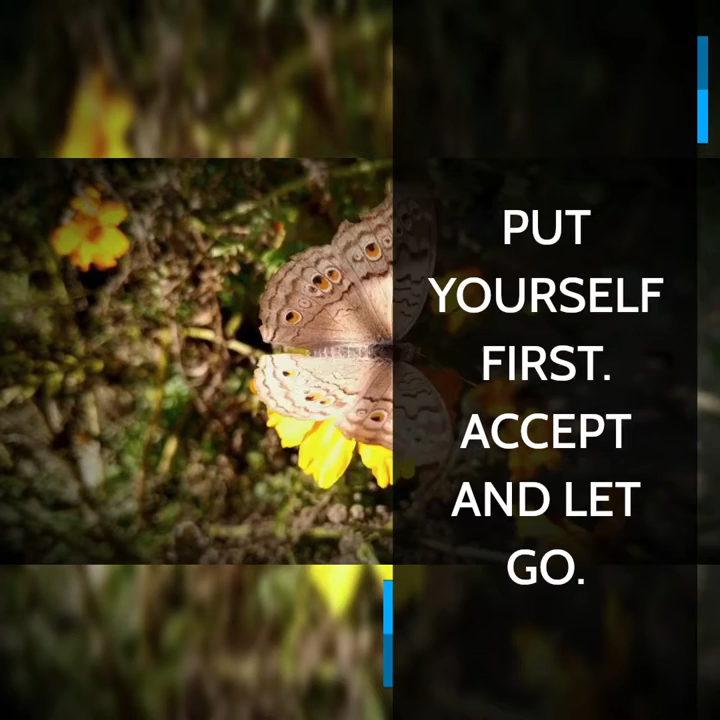 PUT
YOURSELF
FIRST.
ACCEPT
AND LET
GO.